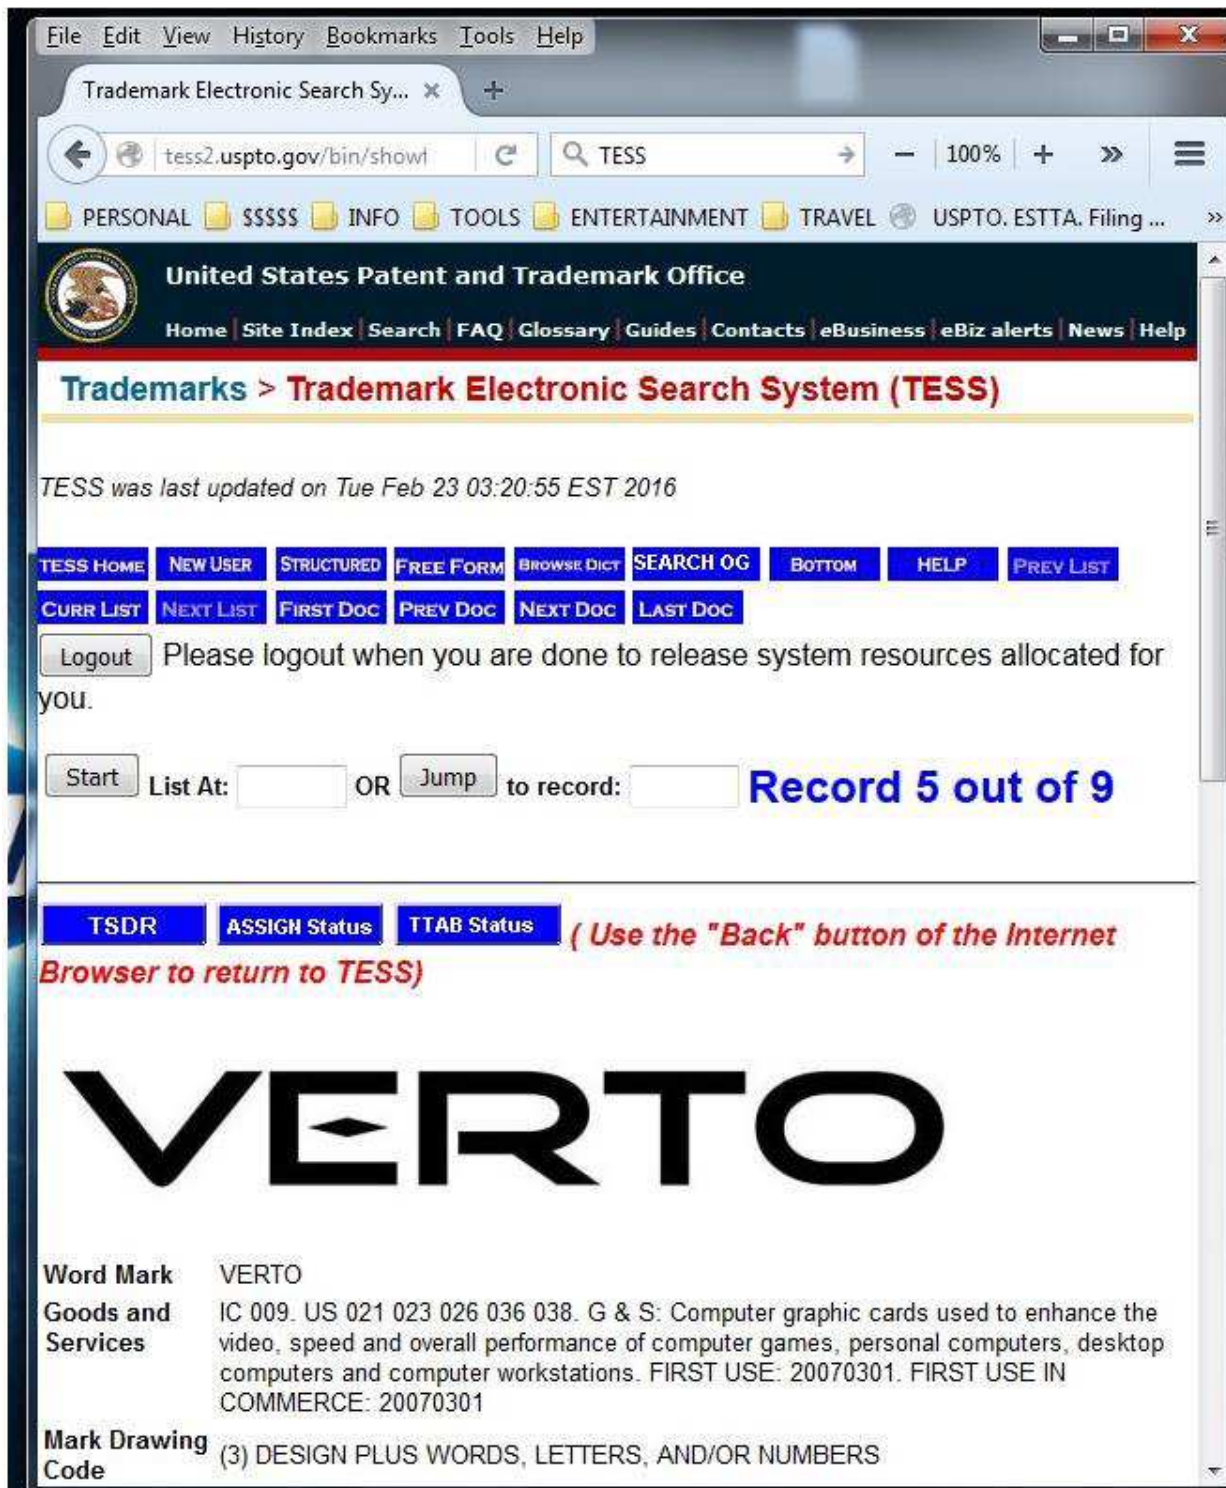 File Edit View History Bookmarks Tools Help
Trademark Electronic Search Sy...
tess2.uspto.gov/bin/showf TESS 100%
PERSONAL $$$$$ INFO TOOLS ENTERTAINMENT TRAVEL USPTO. ESTTA. Filing ...
United States Patent and Trademark Office
Home | Site Index | Search | FAQ | Glossary | Guides | Contacts | eBusiness | eBiz alerts | News | Help
Trademarks > Trademark Electronic Search System (TESS)
TESS was last updated on Tue Feb 23 03:20:55 EST 2016
TESS HOME NEW USER STRUCTURED FREE FORM BROWSE DICT SEARCH OG BOTTOM HELP PREV LIST
CURR LIST NEXT LIST FIRST DOC PREV DOC NEXT DOC LAST DOC
Logout Please logout when you are done to release system resources allocated for
you.
Start List At: OR Jump to record: Record 5 out of 9
TSDR ASSIGN Status TTAB Status ( Use the "Back" button of the Internet
Browser to return to TESS)
VERTO
Word Mark VERTO
Goods and Services IC 009. US 021 023 026 036 038. G & S: Computer graphic cards used to enhance the
video, speed and overall performance of computer games, personal computers, desktop
computers and computer workstations. FIRST USE: 20070301. FIRST USE IN
COMMERCE: 20070301
Mark Drawing Code (3) DESIGN PLUS WORDS, LETTERS, AND/OR NUMBERS